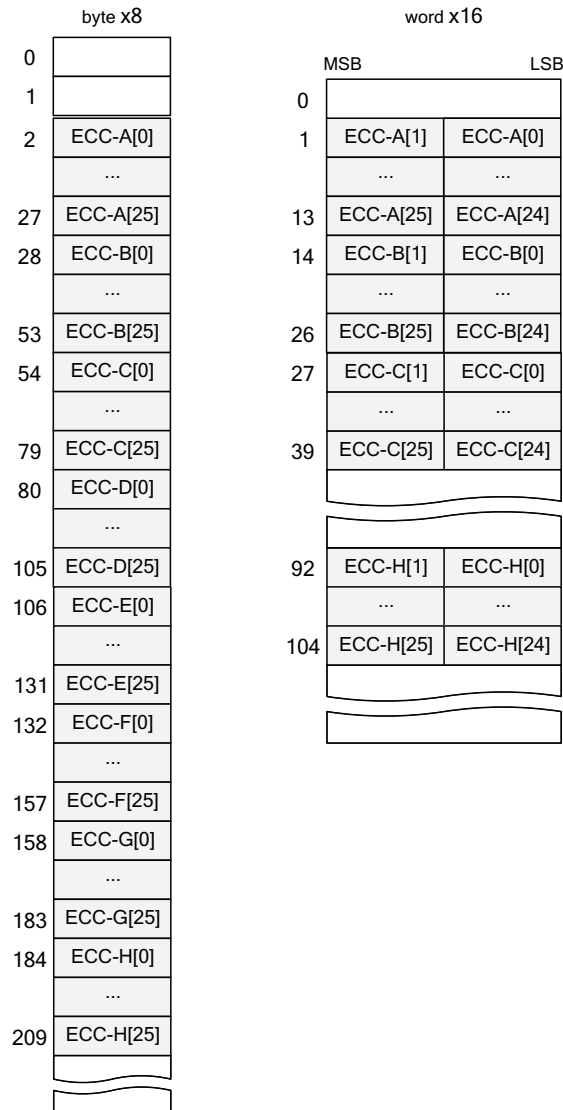 byte x8
0
1
2 ECC-A[0]
...
27 ECC-A[25]
28 ECC-B[0]
...
53 ECC-B[25]
54 ECC-C[0]
...
79 ECC-C[25]
80 ECC-D[0]
...
105 ECC-D[25]
106 ECC-E[0]
...
131 ECC-E[25]
132 ECC-F[0]
...
157 ECC-F[25]
158 ECC-G[0]
...
183 ECC-G[25]
184 ECC-H[0]
...
209 ECC-H[25]
word x16
MSB LSB
0
1 ECC-A[1] ECC-A[0]
... ...
13 ECC-A[25] ECC-A[24]
14 ECC-B[1] ECC-B[0]
... ...
26 ECC-B[25] ECC-B[24]
27 ECC-C[1] ECC-C[0]
... ...
39 ECC-C[25] ECC-C[24]
92 ECC-H[1] ECC-H[0]
... ...
104 ECC-H[25] ECC-H[24]